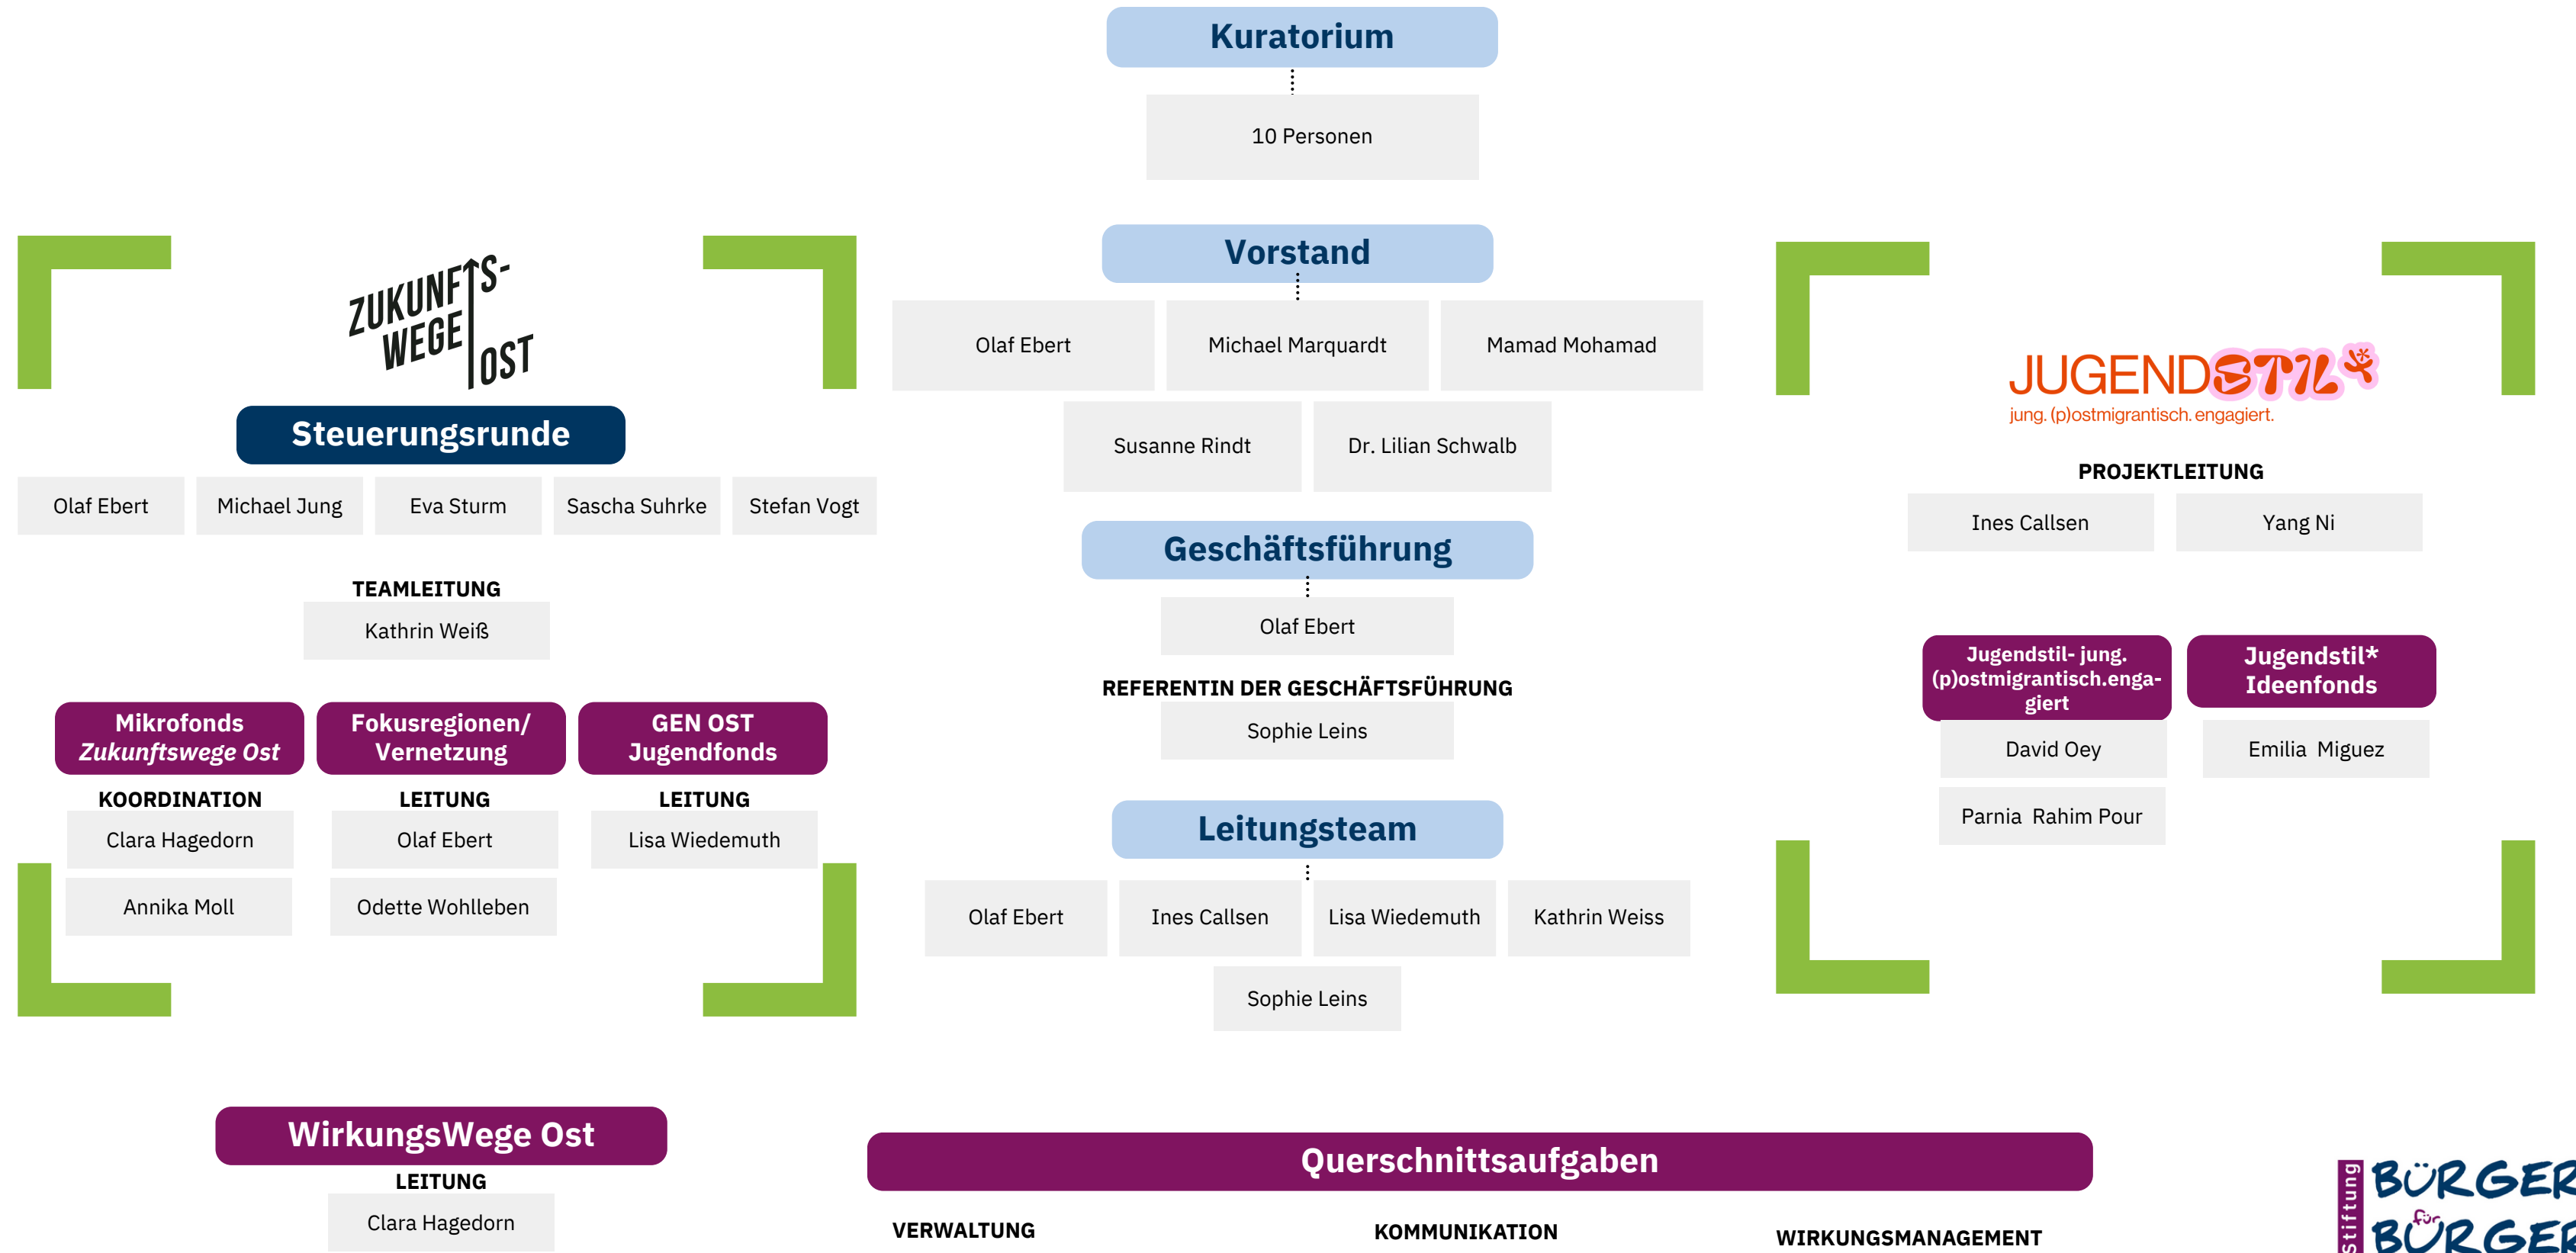 Kuratorium
10 Personen
Vorstand
Olaf Ebert
Michael Marquardt
Mamad Mohamad
Susanne Rindt
Dr. Lilian Schwalb
Geschäftsführung
Olaf Ebert
REFERENTIN DER GESCHÄFTSFÜHRUNG
Sophie Leins
Leitungsteam
Olaf Ebert
Ines Callsen
Lisa Wiedemuth
Kathrin Weiss
Sophie Leins
ZUKUNFTS-
WEGE
OST
Steuerungsrunde
Olaf Ebert
Michael Jung
Eva Sturm
Sascha Suhrke
Stefan Vogt
TEAMLEITUNG
Kathrin Weiß
Mikrofonds
Zukunftswege Ost
KOORDINATION
Clara Hagedorn
Annika Moll
Fokusregionen/
Vernetzung
LEITUNG
Olaf Ebert
Odette Wohlleben
GEN OST
Jugendfonds
LEITUNG
Lisa Wiedemuth
JUGENDSTIL*
jung. (p)ostmigrantisch. engagiert.
PROJEKTLEITUNG
Ines Callsen
Yang Ni
Jugendstil- jung.
(p)ostmigrantisch.enga-
giert
David Oey
Parnia Rahim Pour
Jugendstil*
Ideenfonds
Emilia Miguez
WirkungsWege Ost
LEITUNG
Clara Hagedorn
Querschnittsaufgaben
VERWALTUNG
KOMMUNIKATION
WIRKUNGSMANAGEMENT
Stiftung
BÜRGER
für
BÜRGER